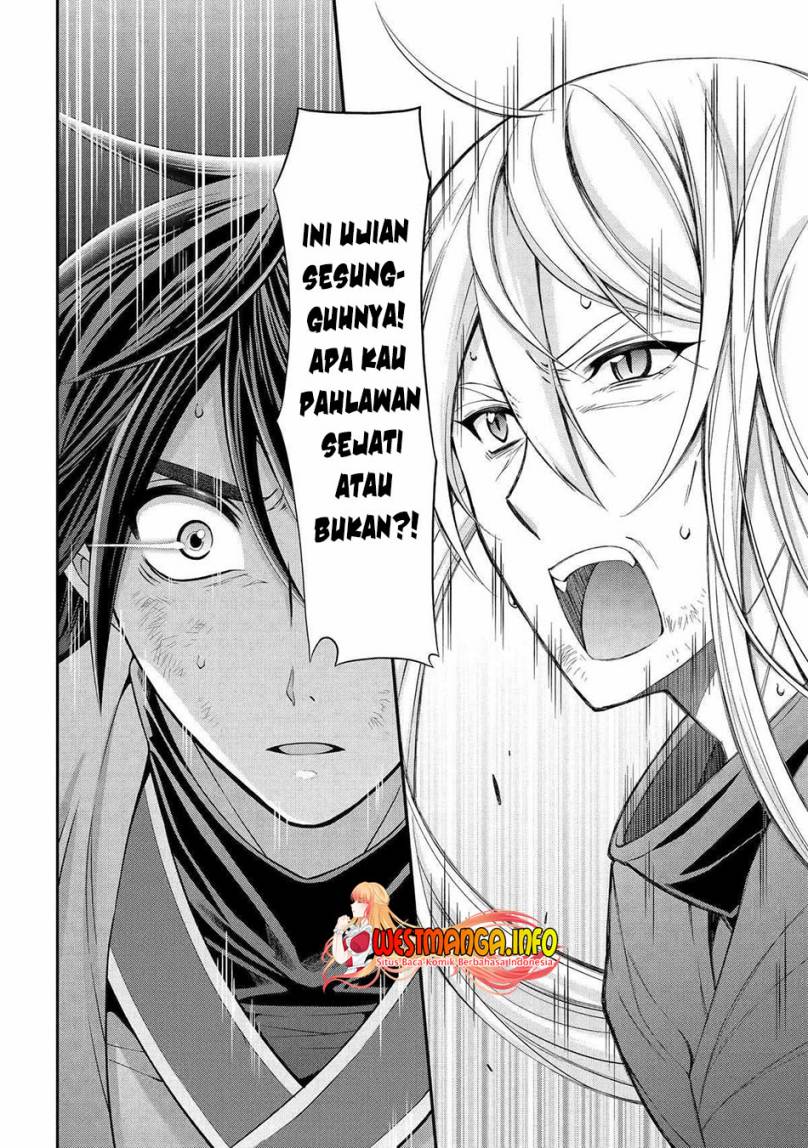 INI UJIAN
SESUNG-
GUHNYA!
APA KAU
PAHLAWAN
SEJATI
ATAU
BUKAN?!
WESTMANGA.INFO
Situs Baca Komik Berbahasa Indonesia